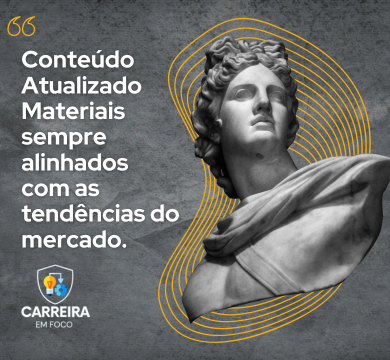 Conteúdo
Atualizado
Materiais
sempre
alinhados
com as
tendências do
mercado.
CARREIRA
EM FOCO